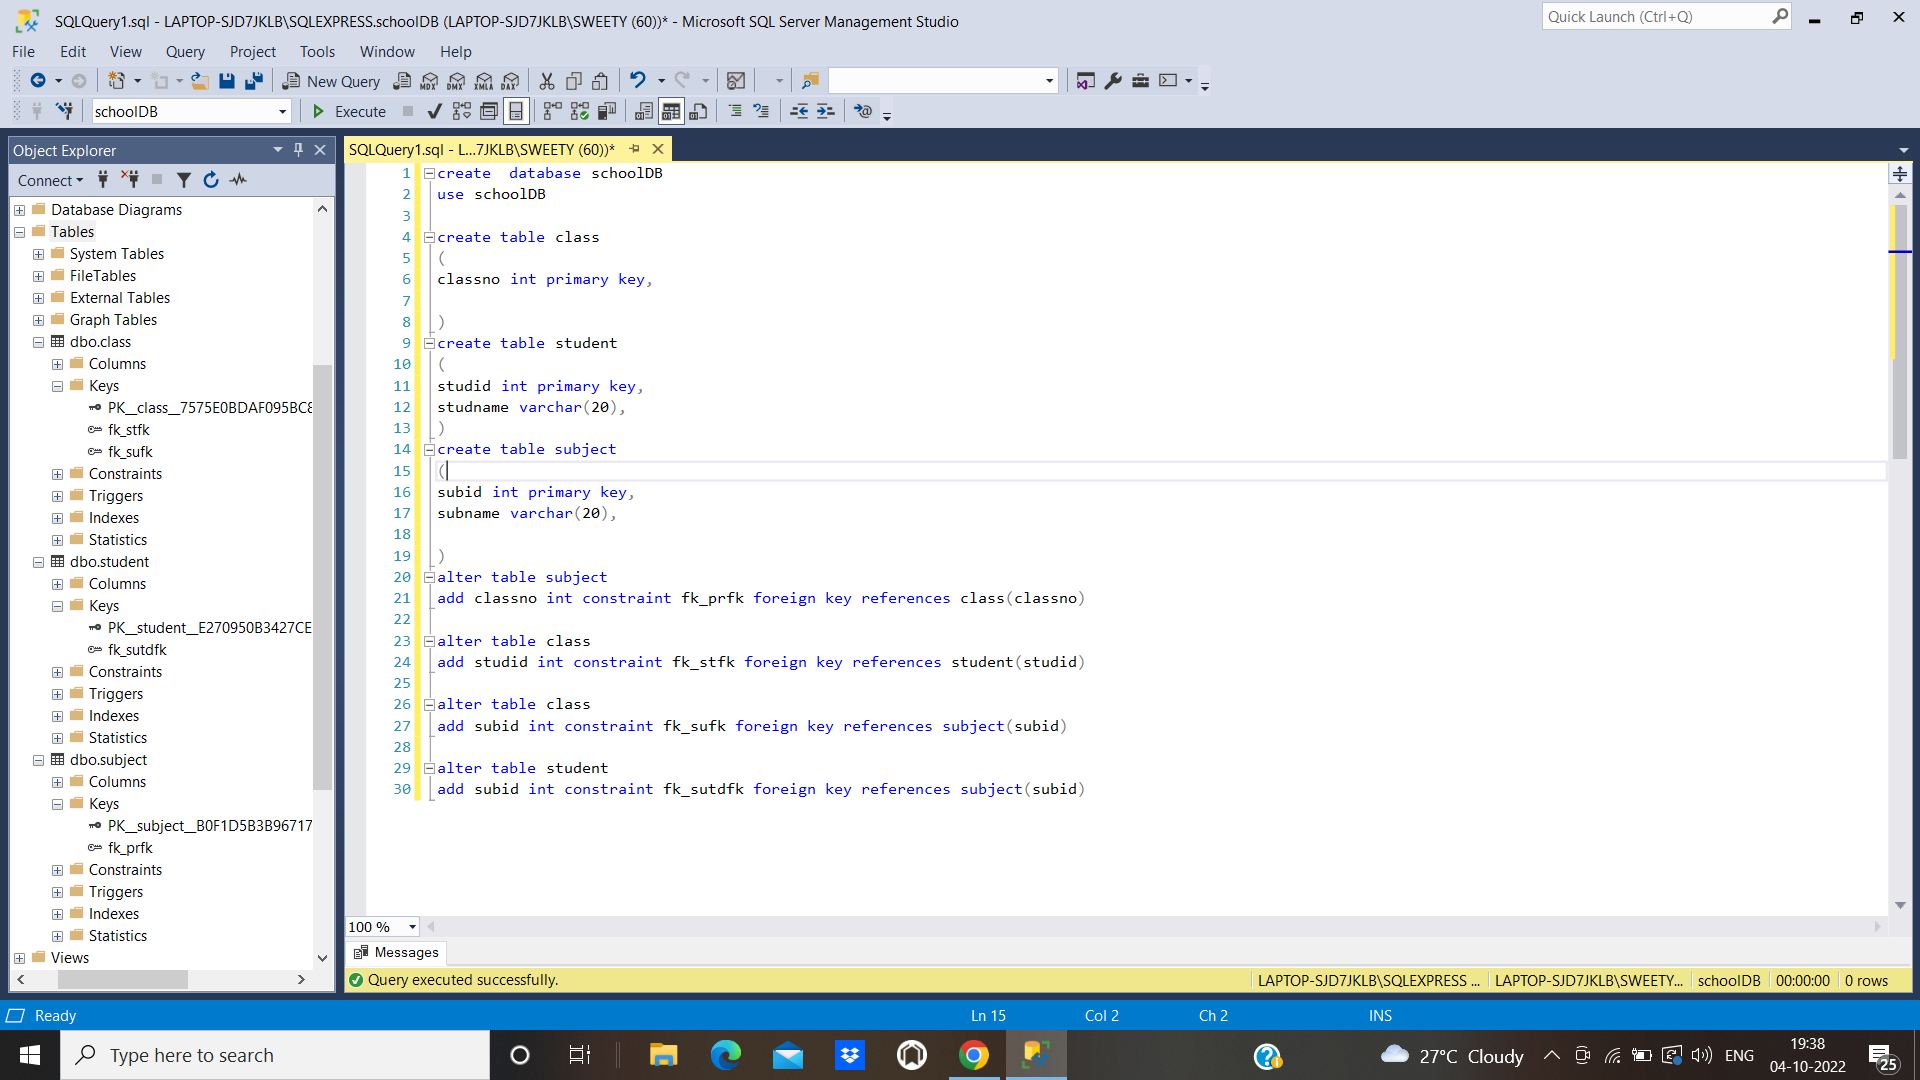 SQLQuery1.sql - LAPTOP-SJD7JKLB\SQLEXPRESS.schoolDB (LAPTOP-SJD7JKLB\SWEETY (60))* - Microsoft SQL Server Management Studio
Quick Launch (Ctrl+Q)
File Edit View Query Project Tools Window Help
New Query MDX DMX XMLA DAX
schoolDB Execute
Object Explorer
Connect
Database Diagrams
Tables
System Tables
FileTables
External Tables
Graph Tables
dbo.class
Columns
Keys
PK__class__7575E0BDAF095BC8
fk_stfk
fk_sufk
Constraints
Triggers
Indexes
Statistics
dbo.student
Columns
Keys
PK__student__E270950B3427CE
fk_sutdfk
Constraints
Triggers
Indexes
Statistics
dbo.subject
Columns
Keys
PK__subject__B0F1D5B3B96717
fk_prfk
Constraints
Triggers
Indexes
Statistics
Views
SQLQuery1.sql - L...7JKLB\SWEETY (60))*
1 create  database schoolDB
2 use schoolDB
3
4 create table class
5 (
6 classno int primary key,
7
8 )
9 create table student
10 (
11 studid int primary key,
12 studname varchar(20),
13 )
14 create table subject
15 (
16 subid int primary key,
17 subname varchar(20),
18
19 )
20 alter table subject
21 add classno int constraint fk_prfk foreign key references class(classno)
22
23 alter table class
24 add studid int constraint fk_stfk foreign key references student(studid)
25
26 alter table class
27 add subid int constraint fk_sufk foreign key references subject(subid)
28
29 alter table student
30 add subid int constraint fk_sutdfk foreign key references subject(subid)
100 %
Messages
Query executed successfully. LAPTOP-SJD7JKLB\SQLEXPRESS ... LAPTOP-SJD7JKLB\SWEETY... schoolDB 00:00:00 0 rows
Ready Ln 15 Col 2 Ch 2 INS
Type here to search
27°C Cloudy
ENG
19:38
04-10-2022
25